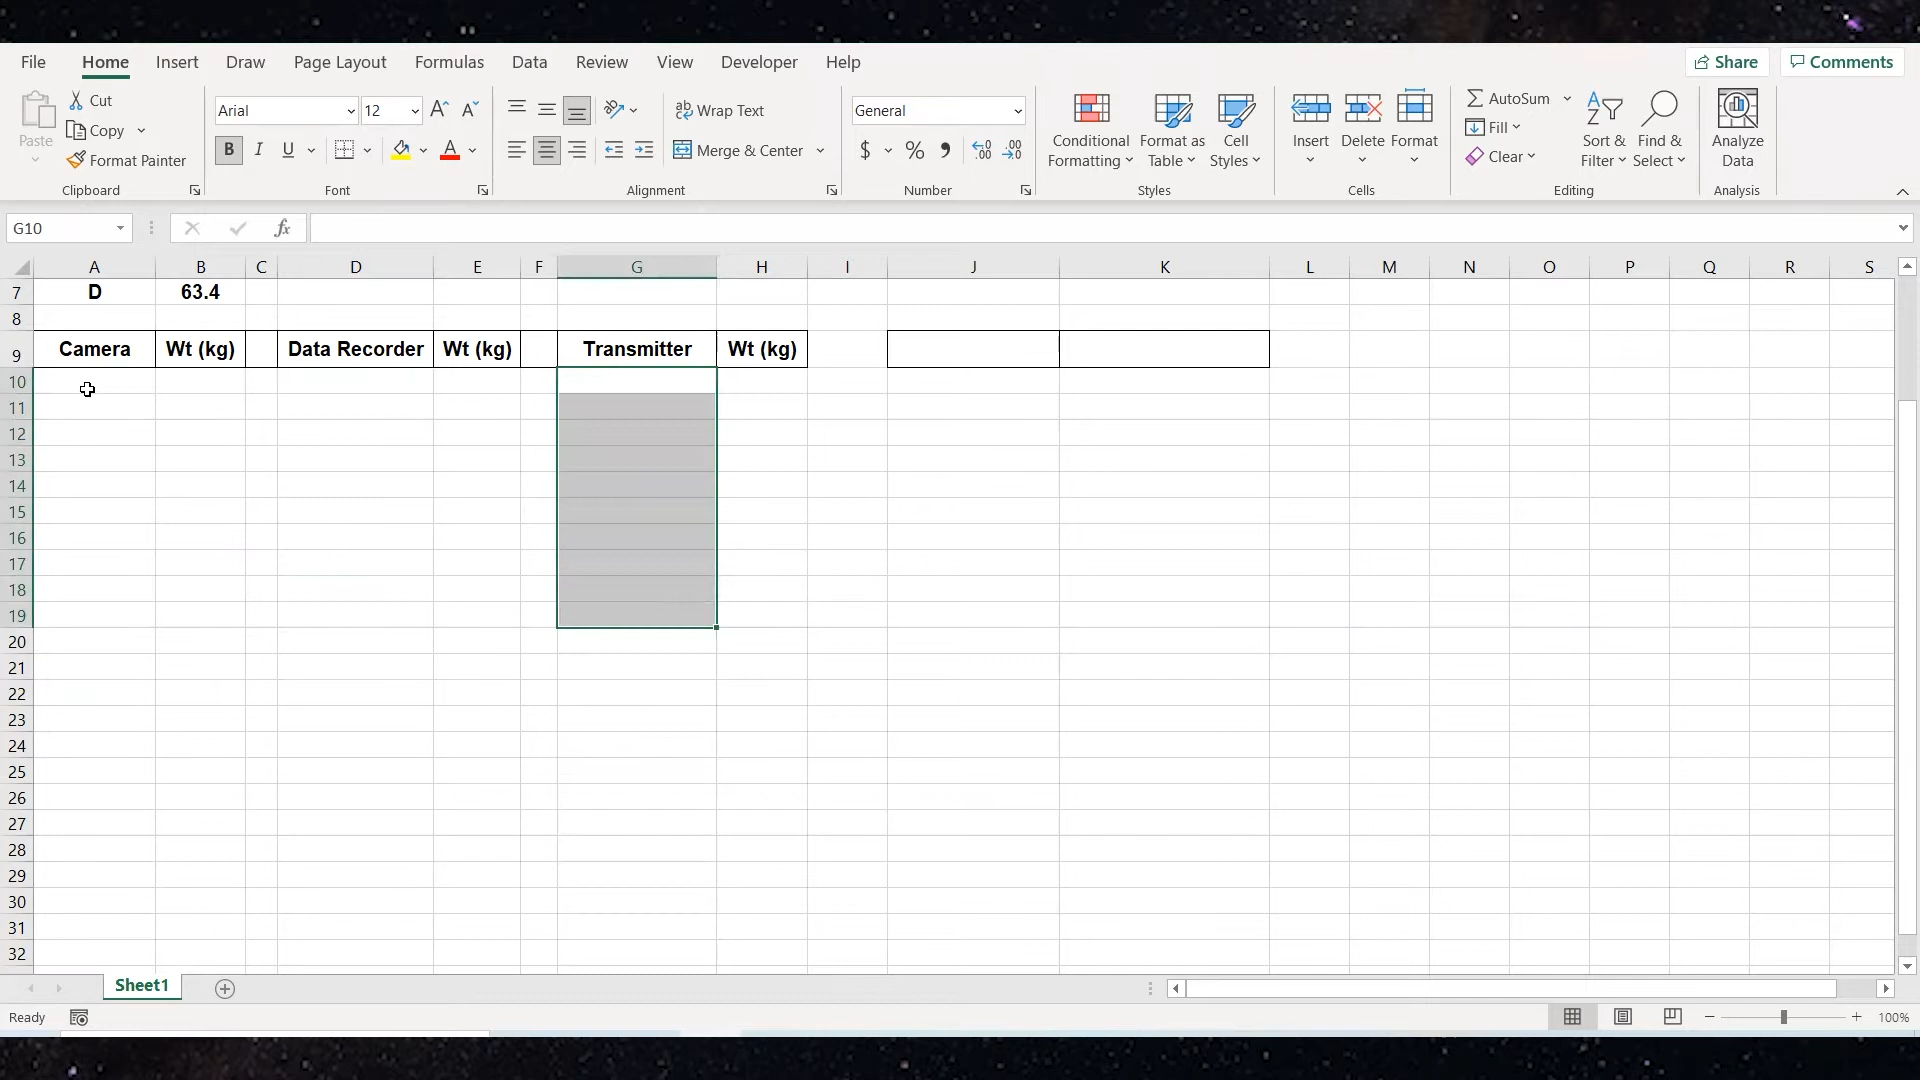 File Home Insert Draw Page Layout Formulas Data Review View Developer Help Share Comments
Paste
Cut
Copy
Format Painter
Clipboard
Arial 12 A A
B I U A
Font
ab Wrap Text
Merge & Center
Alignment
General
$ % , .0 .00 .00 .0
Number
Conditional Formatting
Format as Table
Cell Styles
Styles
Insert Delete Format
Cells
AutoSum
Fill
Clear
Sort & Filter
Find & Select
Editing
Analyze Data
Analysis
G10 fx
A B C D E F G H I J K L M N O P Q R S
7 D 63.4
8
9 Camera Wt (kg) Data Recorder Wt (kg) Transmitter Wt (kg)
10
11
12
13
14
15
16
17
18
19
20
21
22
23
24
25
26
27
28
29
30
31
32
Sheet1
Ready 100%